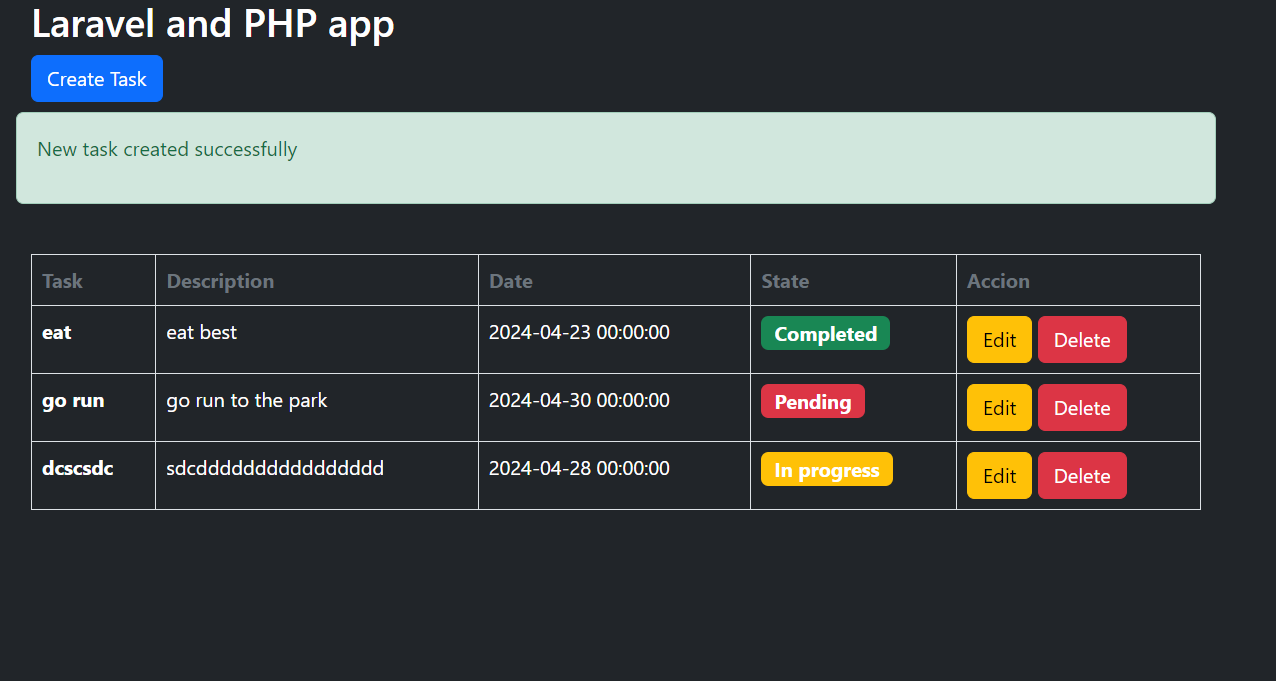 Laravel and PHP app
Create Task
New task created successfully
Task Description Date State Accion
eat eat best 2024-04-23 00:00:00 Completed Edit Delete
go run go run to the park 2024-04-30 00:00:00 Pending Edit Delete
dcscsdc sdcddddddddddddddddd 2024-04-28 00:00:00 In progress Edit Delete